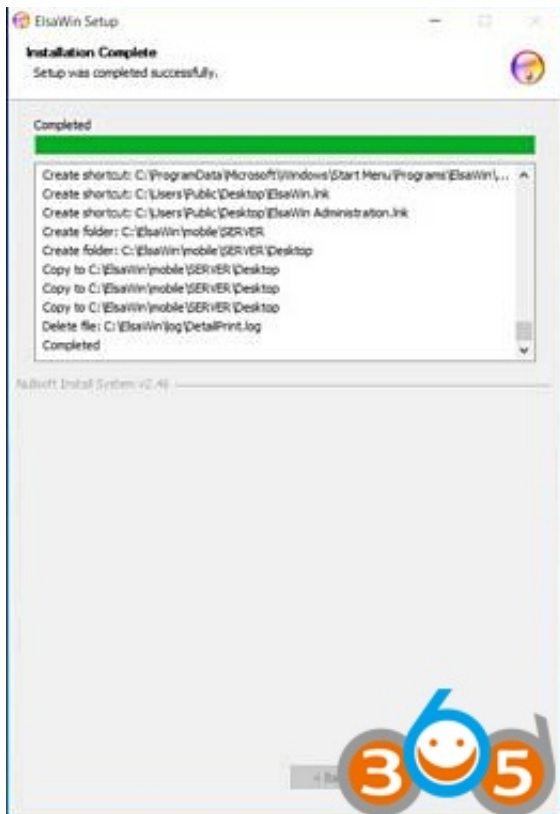 ElsaWin Setup
Installation Complete
Setup was completed successfully.
Completed
Create shortcut: C:\ProgramData\Microsoft\Windows\Start Menu\Programs\ElsaWin\,...
Create shortcut: C:\Users\Public\Desktop\ElsaWin.lnk
Create shortcut: C:\Users\Public\Desktop\ElsaWin Administration.lnk
Create folder: C:\ElsaWin\mobile\SERVER
Create folder: C:\ElsaWin\mobile\SERVER\Desktop
Copy to C:\ElsaWin\mobile\SERVER\Desktop
Copy to C:\ElsaWin\mobile\SERVER\Desktop
Copy to C:\ElsaWin\mobile\SERVER\Desktop
Delete file: C:\ElsaWin\log\DetailPrint.log
Completed
Nullsoft Install System v2.46
365d